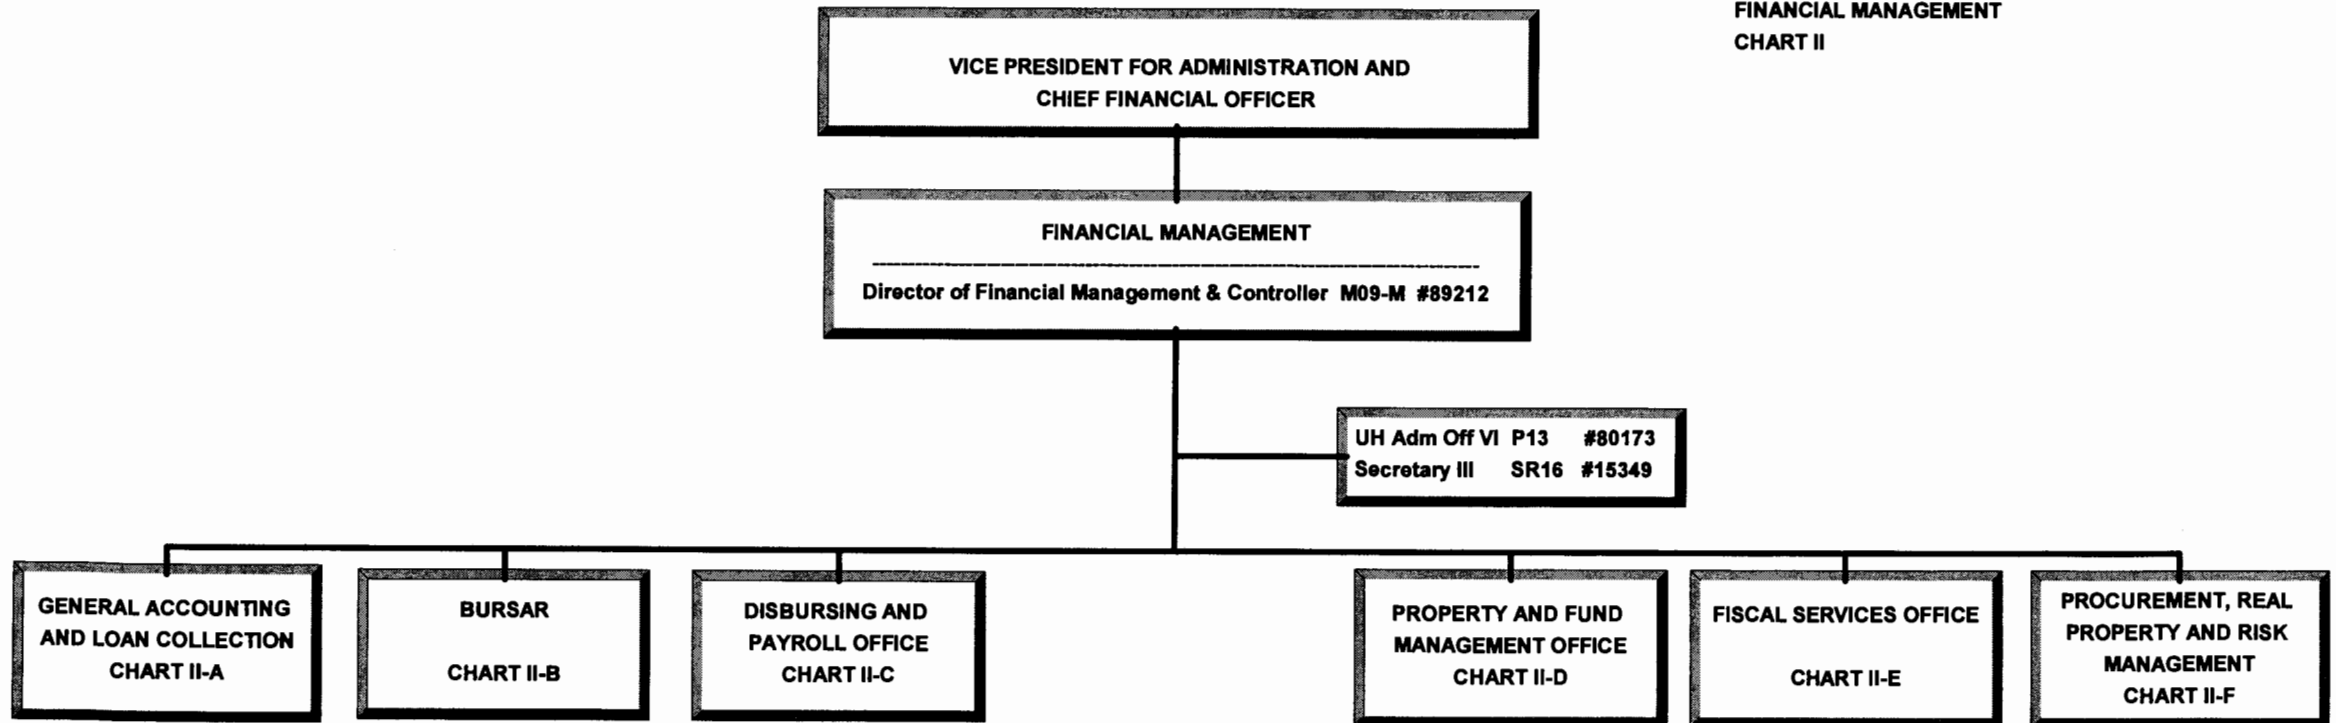 FINANCIAL MANAGEMENT
CHART II
VICE PRESIDENT FOR ADMINISTRATION AND
CHIEF FINANCIAL OFFICER
FINANCIAL MANAGEMENT
Director of Financial Management & Controller M09-M #89212
UH Adm Off VI P13 #80173
Secretary III SR16 #15349
GENERAL ACCOUNTING
AND LOAN COLLECTION
CHART II-A
BURSAR
CHART II-B
DISBURSING AND
PAYROLL OFFICE
CHART II-C
PROPERTY AND FUND
MANAGEMENT OFFICE
CHART II-D
FISCAL SERVICES OFFICE
CHART II-E
PROCUREMENT, REAL
PROPERTY AND RISK
MANAGEMENT
CHART II-F